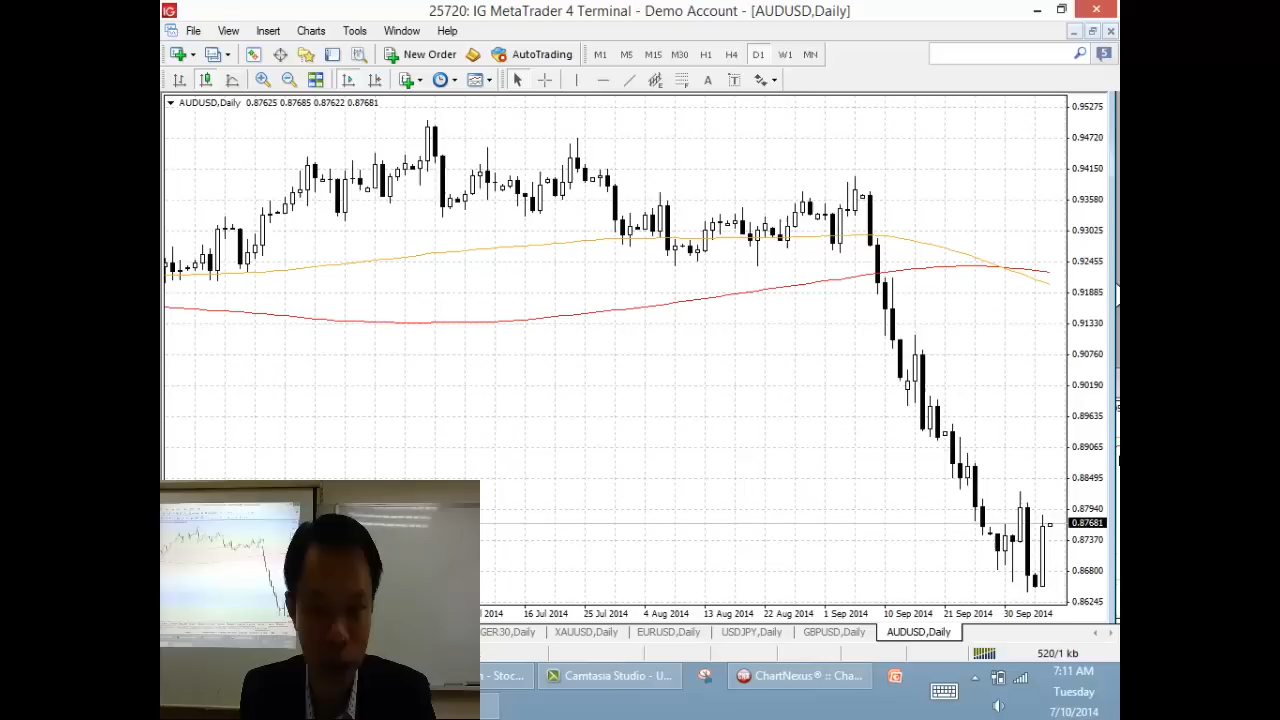 IG
25720: IG MetaTrader 4 Terminal - Demo Account - [AUDUSD,Daily]
File View Insert Charts Tools Window Help
New Order AutoTrading M1 M5 M15 M30 H1 H4 D1 W1 MN 5
A T
AUDUSD,Daily 0.87625 0.87685 0.87622 0.87681
0.95275
0.94720
0.94150
0.93580
0.93025
0.92455
0.91885
0.91330
0.90760
0.90190
0.89635
0.89065
0.88495
0.87940
0.87681
0.87370
0.86800
0.86245
2014 16 Jul 2014 25 Jul 2014 4 Aug 2014 13 Aug 2014 22 Aug 2014 1 Sep 2014 10 Sep 2014 21 Sep 2014 30 Sep 2014
GER30,Daily XAUUSD,Daily EURUSD,Daily USDJPY,Daily GBPUSD,Daily AUDUSD,Daily
520/1 kb
- Stoc... Camtasia Studio - U... ChartNexus® :: Cha...
7:11 AM
Tuesday
7/10/2014